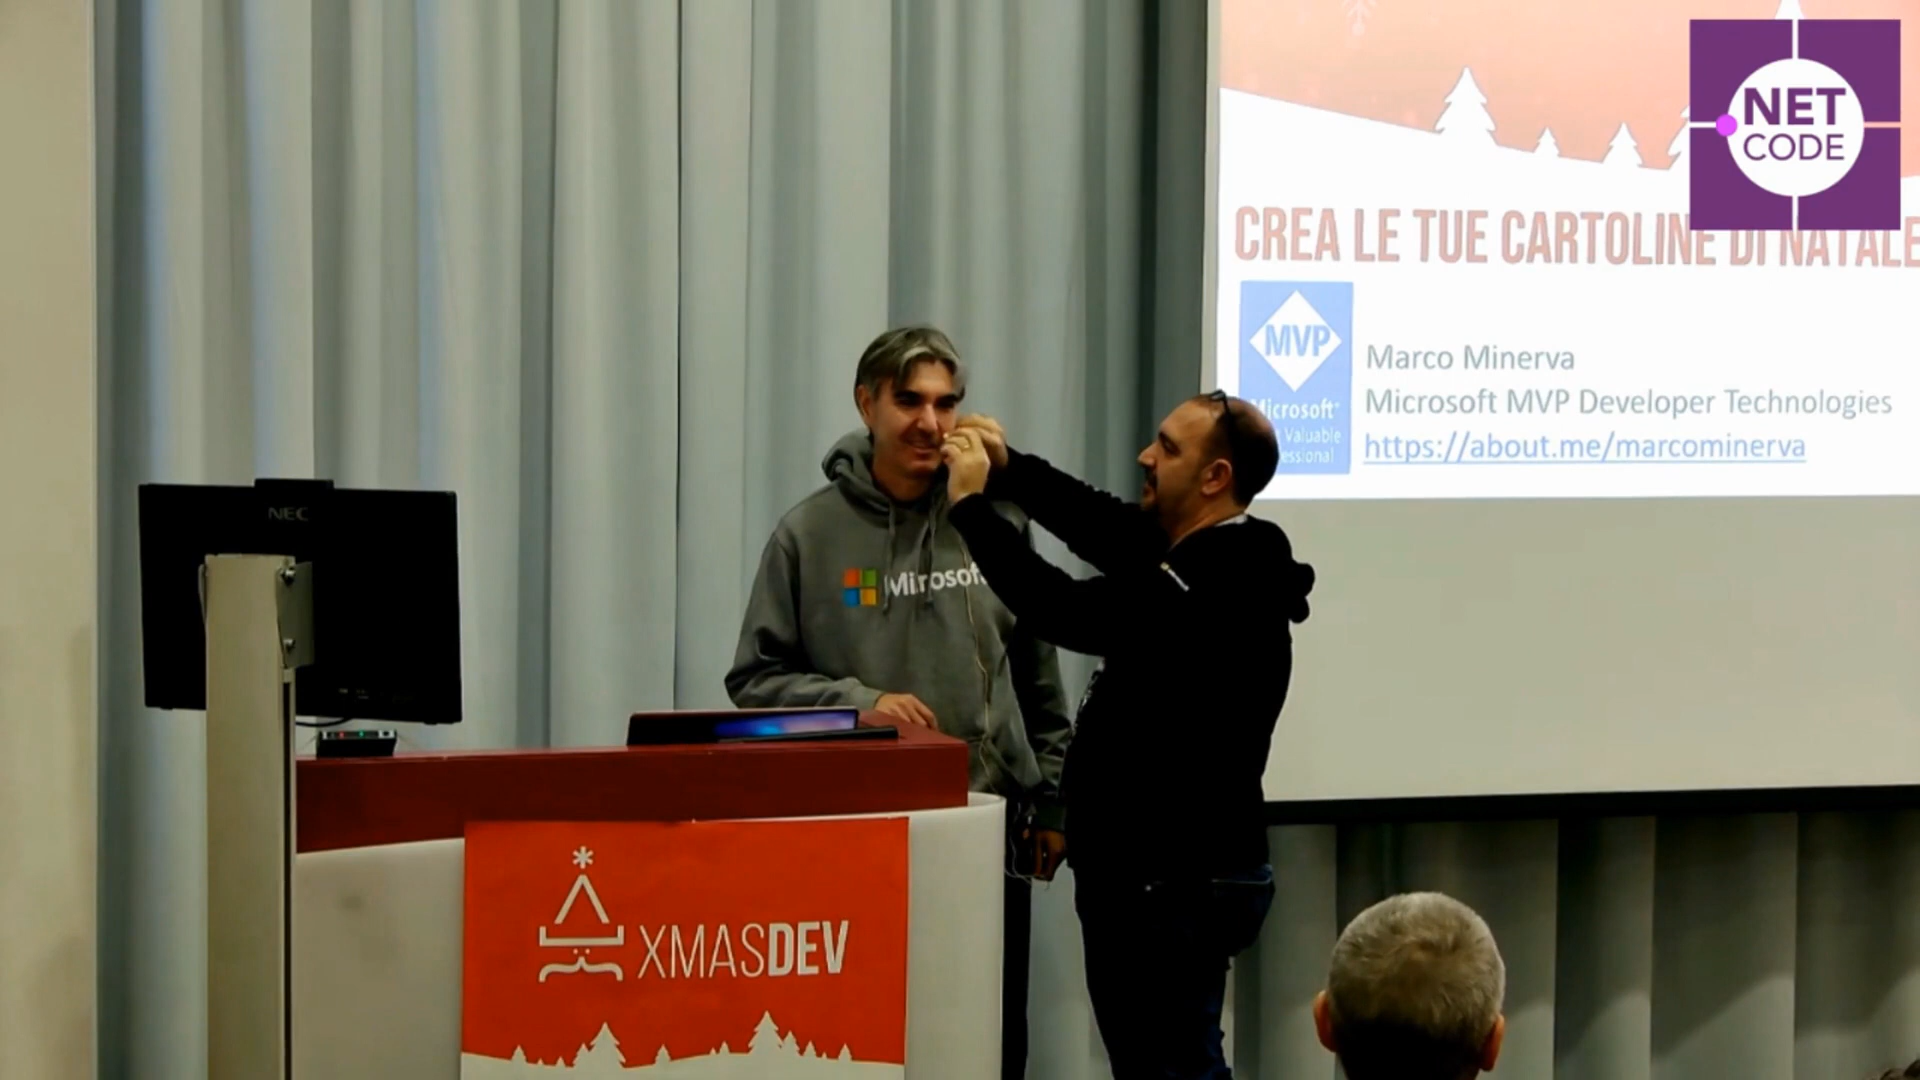 NET
CODE
CREA LE TUE CARTOLINE DI NATALE
MVP
Marco Minerva
Microsoft MVP Developer Technologies
https://about.me/marcominerva
Microsoft
Valuable
NEC
Microsoft
XMASDEV